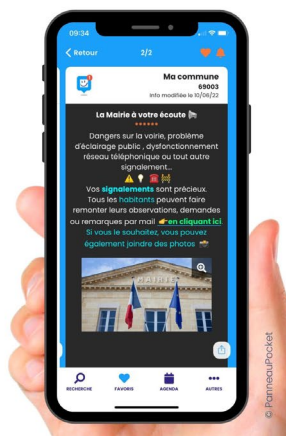 09:34
Retour
2/2
Ma commune
69003
Info modifiée le 10/06/22
La Mairie à votre écoute
Dangers sur la voirie, problème
d'éclairage public , dysfonctionnement
réseau téléphonique ou tout autre
signalement...
Vos signalements sont précieux.
Tous les habitants peuvent faire
remonter leurs observations, demandes
ou remarques par mail en cliquant ici.
Si vous le souhaitez, vous pouvez
également joindre des photos
MAIRIE
RECHERCHE
FAVORIS
AGENDA
AUTRES
© PanneauPocket